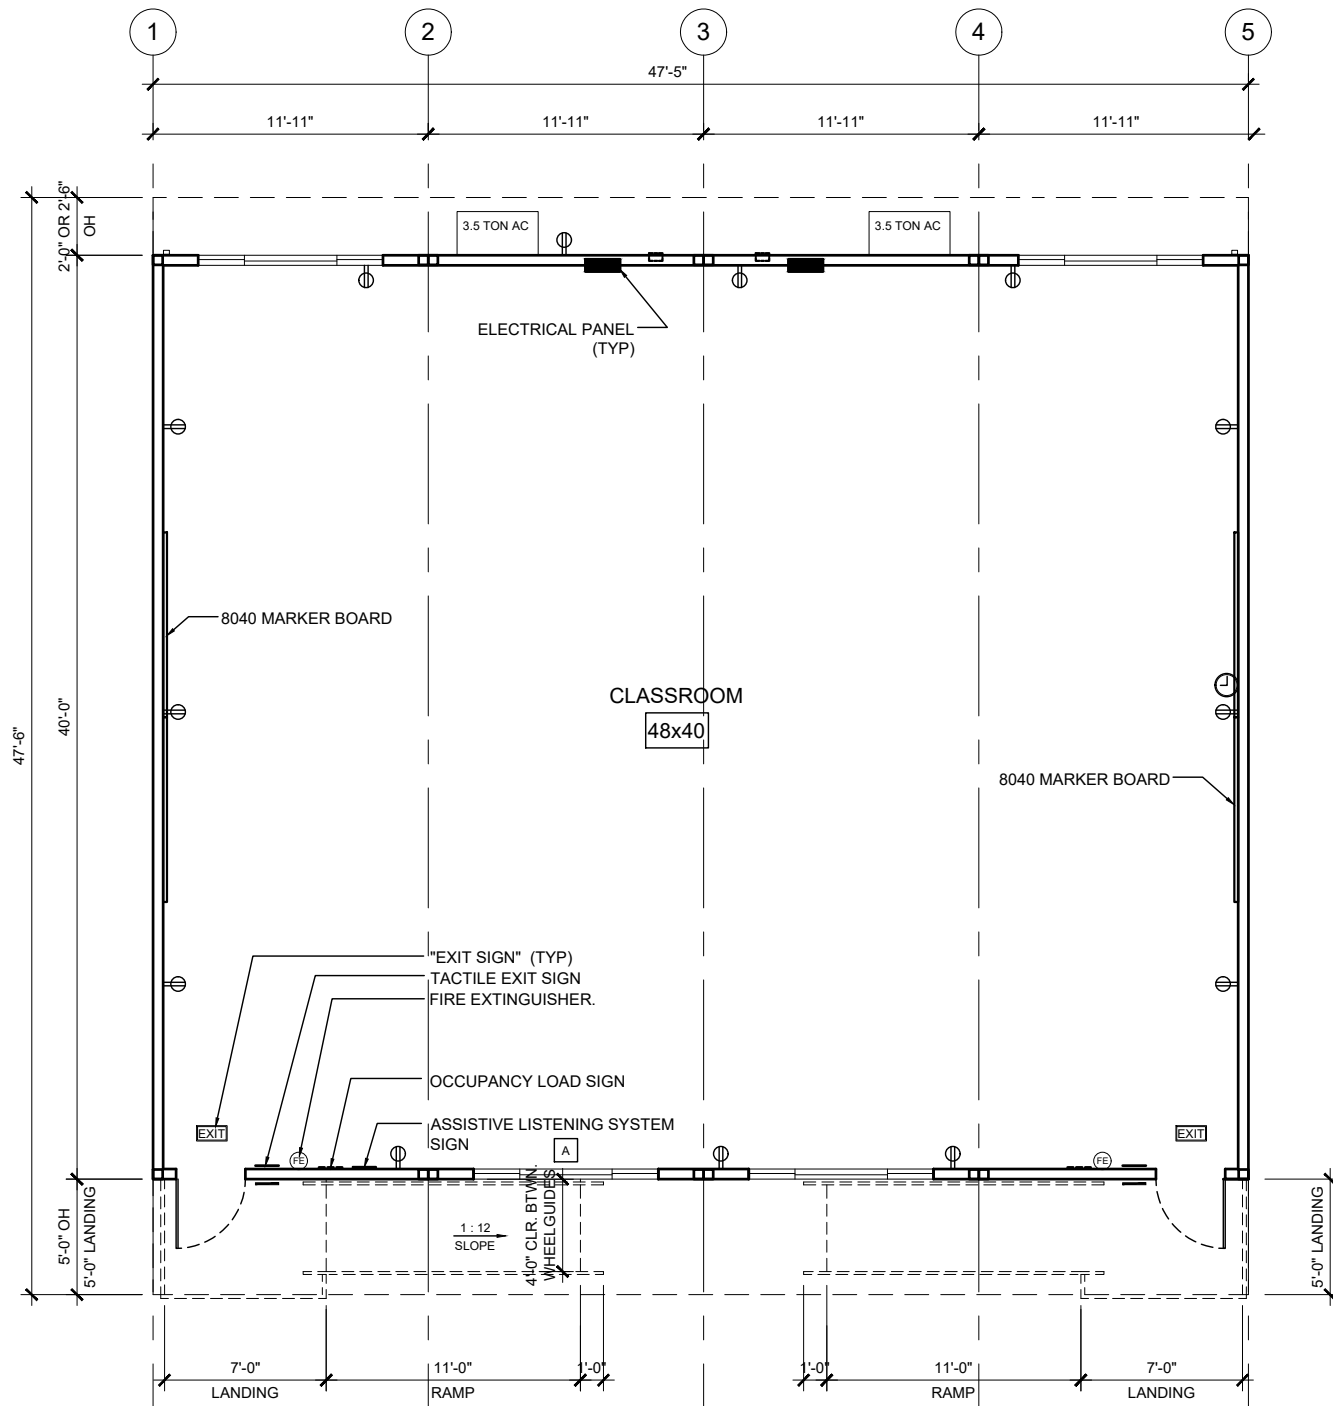 1 2 3 4 5
47'-5"
11'-11" 11'-11" 11'-11" 11'-11"
2'-0" OR 2'-6"
OH
3.5 TON AC 3.5 TON AC
ELECTRICAL PANEL
(TYP)
8040 MARKER BOARD
CLASSROOM
48x40
47'-6"
40'-0"
8040 MARKER BOARD
"EXIT SIGN" (TYP)
TACTILE EXIT SIGN
FIRE EXTINGUISHER.
OCCUPANCY LOAD SIGN
ASSISTIVE LISTENING SYSTEM
SIGN
EXIT EXIT
A
FE FE
5'-0" OH
5'-0" LANDING
1 : 12
SLOPE
4'-0" CLR. BTWN.
WHEELGUIDES
5'-0" LANDING
7'-0" 11'-0" 1'-0" 1'-0" 11'-0" 7'-0"
LANDING RAMP RAMP LANDING